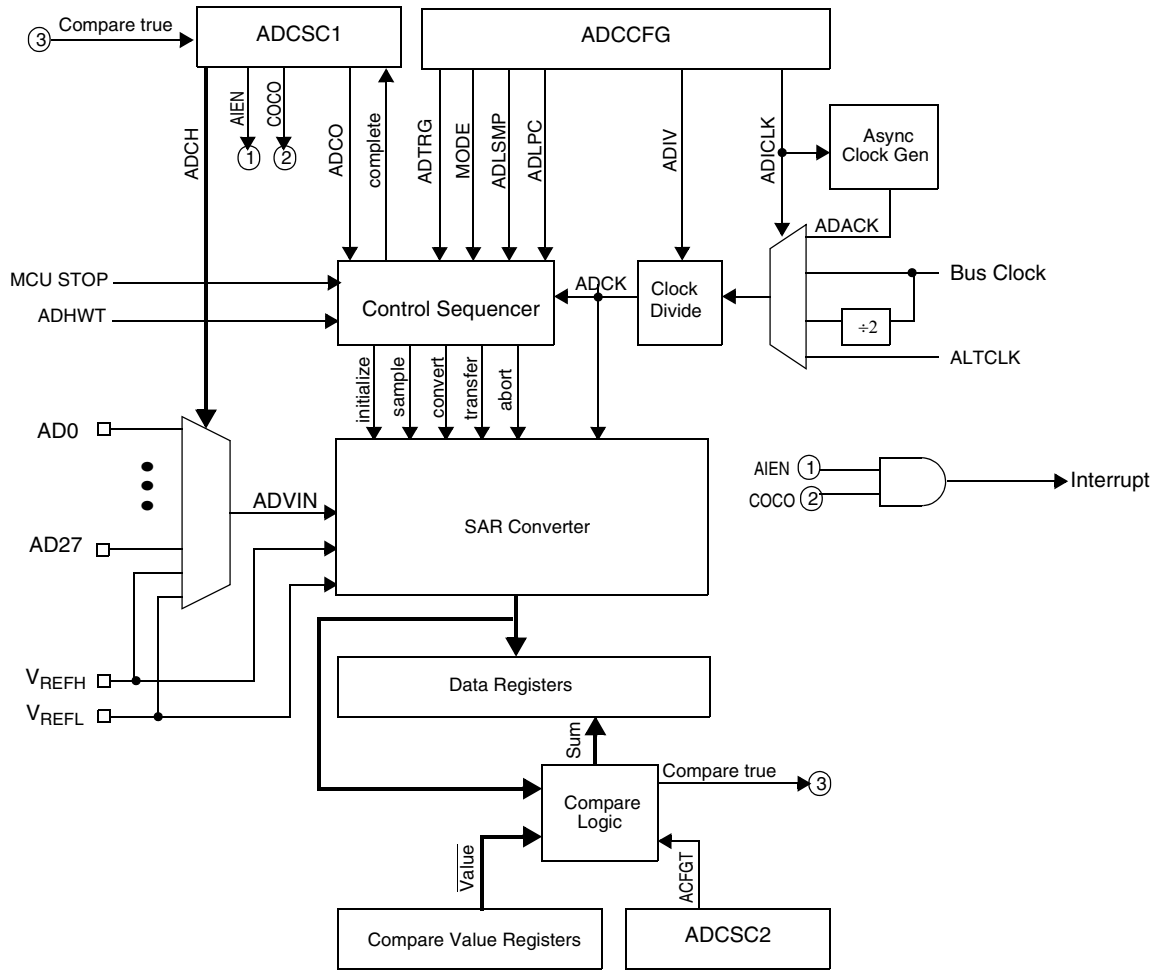 3
Compare true
ADCSC1
ADCCFG
ADCH
AIEN
COCO
ADCO
complete
ADTRG
MODE
ADLSMP
ADLPC
ADIV
ADICLK
Async
Clock Gen
1
2
ADACK
MCU STOP
ADHWT
Control Sequencer
ADCK
Clock
Divide
Bus Clock
÷2
ALTCLK
initialize
sample
convert
transfer
abort
AD0
AD27
ADVIN
SAR Converter
AIEN 1
COCO 2
Interrupt
VREFH
VREFL
Data Registers
Sum
Compare true
3
Compare
Logic
Value
ACFGT
Compare Value Registers
ADCSC2